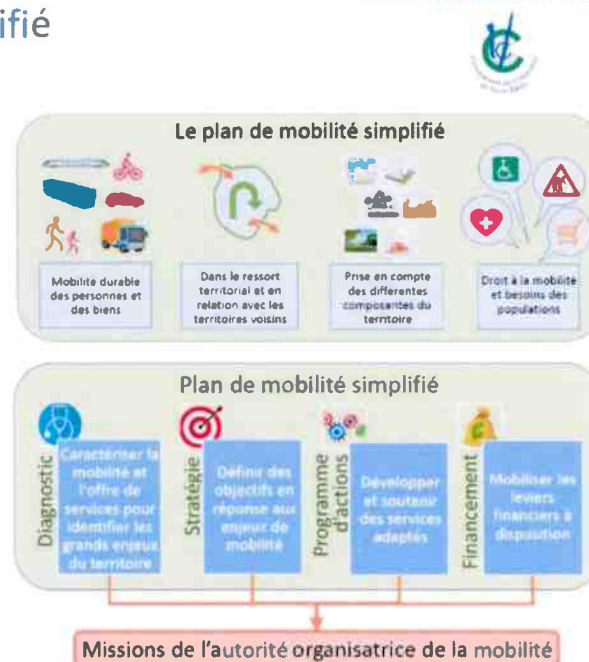 ifié
Le plan de mobilité simplifié
Mobilité durable
des personnes et
des biens
Dans le ressort
territorial et en
relation avec les
territoires voisins
Prise en compte
des differentes
composantes du
territoire
Droit à la mobilité
et besoins des
populations
Plan de mobilité simplifié
Diagnostic
Caractériser la
mobilité et
l'offre de
services pour
identifier les
grands enjeux
du territoire
Stratégie
Définir des
objectifs en
réponse aux
enjeux de
mobilité
Programme
d'actions
Développer
et soutenir
des services
adaptés
Financement
Mobiliser les
leviers
financiers à
disposition
Missions de l'autorité organisatrice de la mobilité